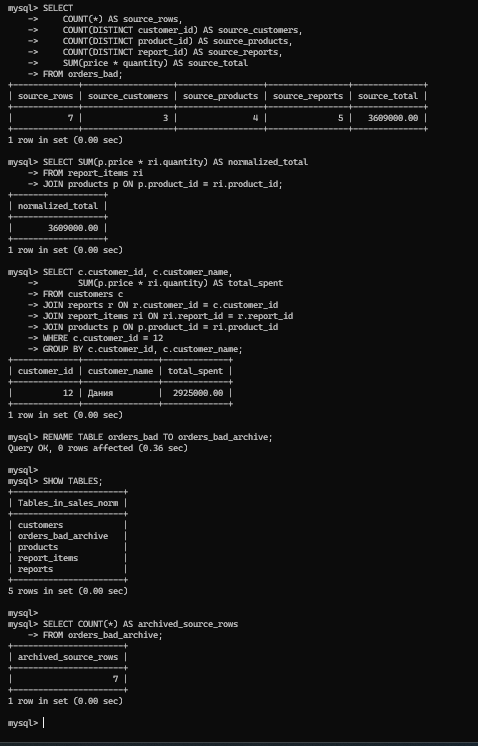 mysql> SELECT
    ->     COUNT(*) AS source_rows,
    ->     COUNT(DISTINCT customer_id) AS source_customers,
    ->     COUNT(DISTINCT product_id) AS source_products,
    ->     COUNT(DISTINCT report_id) AS source_reports,
    ->     SUM(price * quantity) AS source_total
    -> FROM orders_bad;
+-------------+------------------+-----------------+----------------+--------------+
| source_rows | source_customers | source_products | source_reports | source_total |
+-------------+------------------+-----------------+----------------+--------------+
|           7 |                3 |               4 |              5 |   3609000.00 |
+-------------+------------------+-----------------+----------------+--------------+
1 row in set (0.00 sec)

mysql> SELECT SUM(p.price * ri.quantity) AS normalized_total
    -> FROM report_items ri
    -> JOIN products p ON p.product_id = ri.product_id;
+------------------+
| normalized_total |
+------------------+
|       3609000.00 |
+------------------+
1 row in set (0.00 sec)

mysql> SELECT c.customer_id, c.customer_name,
    ->        SUM(p.price * ri.quantity) AS total_spent
    -> FROM customers c
    -> JOIN reports r ON r.customer_id = c.customer_id
    -> JOIN report_items ri ON ri.report_id = r.report_id
    -> JOIN products p ON p.product_id = ri.product_id
    -> WHERE c.customer_id = 12
    -> GROUP BY c.customer_id, c.customer_name;
+-------------+---------------+-------------+
| customer_id | customer_name | total_spent |
+-------------+---------------+-------------+
|          12 | Дания         |  2925000.00 |
+-------------+---------------+-------------+
1 row in set (0.00 sec)

mysql> RENAME TABLE orders_bad TO orders_bad_archive;
Query OK, 0 rows affected (0.36 sec)

mysql>
mysql> SHOW TABLES;
+----------------------+
| Tables_in_sales_norm |
+----------------------+
| customers            |
| orders_bad_archive   |
| products             |
| report_items         |
| reports              |
+----------------------+
5 rows in set (0.00 sec)

mysql>
mysql> SELECT COUNT(*) AS archived_source_rows
    -> FROM orders_bad_archive;
+----------------------+
| archived_source_rows |
+----------------------+
|                    7 |
+----------------------+
1 row in set (0.00 sec)

mysql>